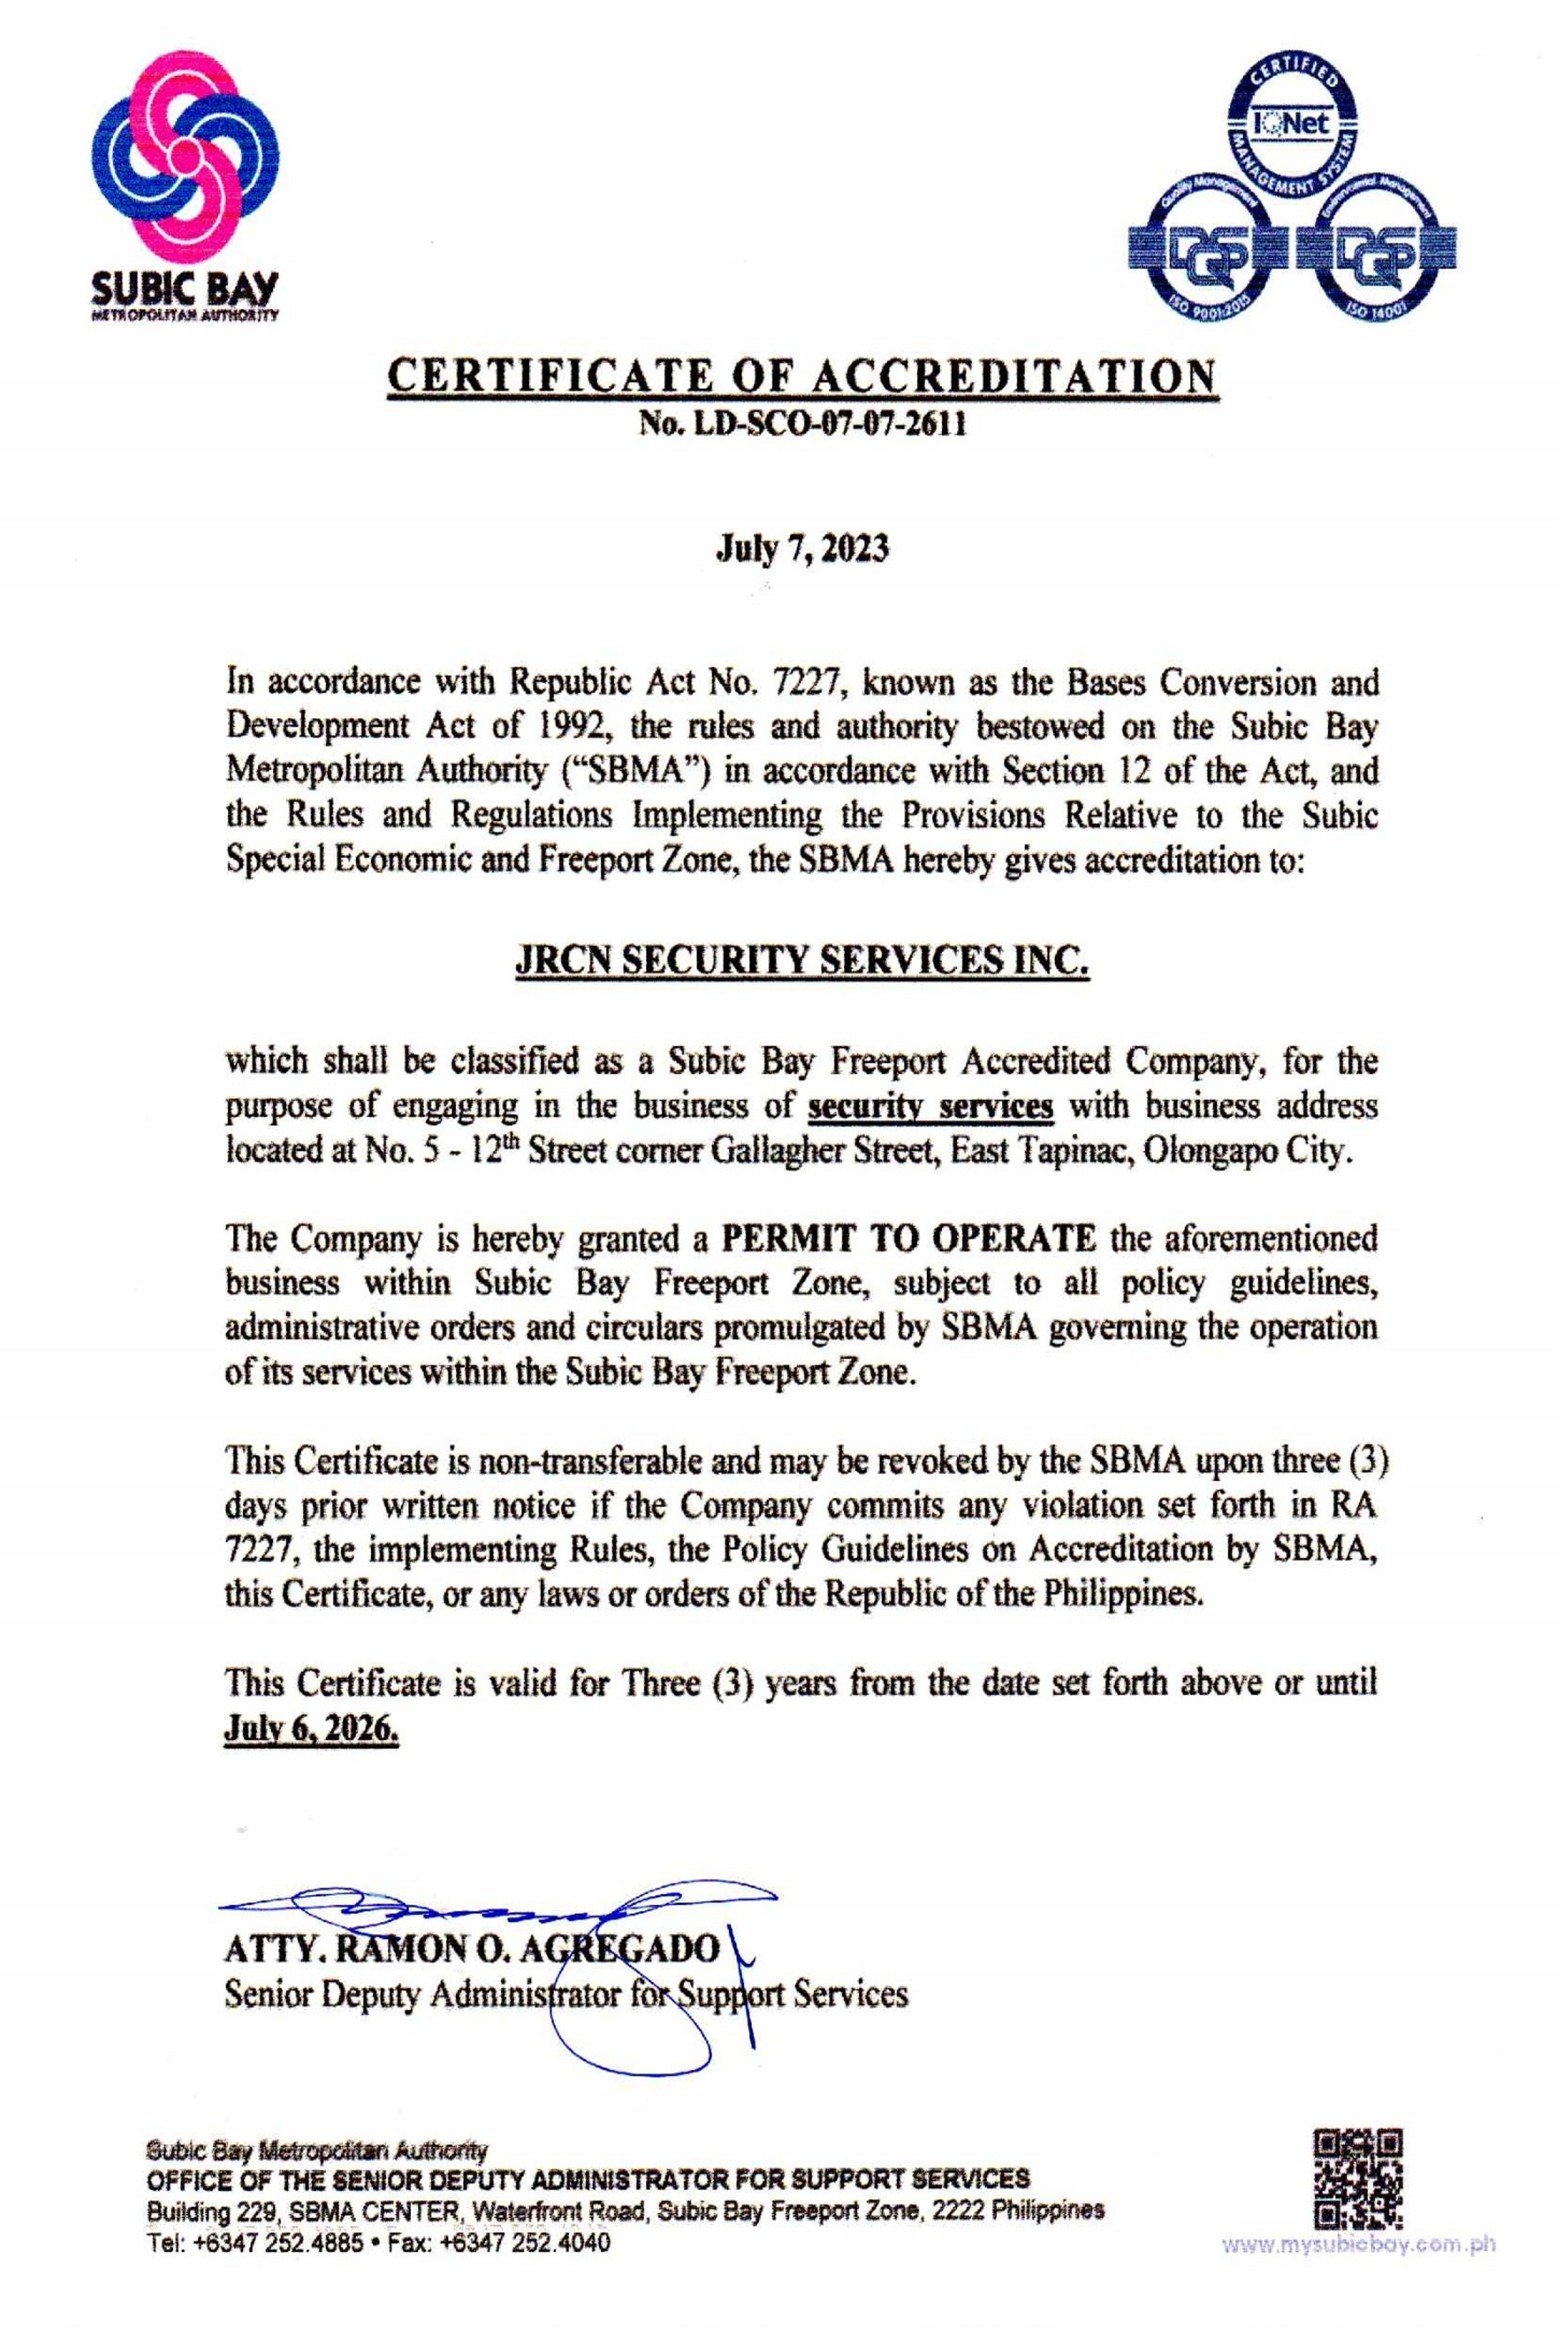 SUBIC BAY
METROPOLITAN AUTHORITY
CERTIFIED
IQNet
MANAGEMENT SYSTEM
Quality Management
DQS
ISO 9001:2015
Environmental Management
DQS
ISO 14001
CERTIFICATE OF ACCREDITATION
No. LD-SCO-07-07-2611
July 7, 2023
In accordance with Republic Act No. 7227, known as the Bases Conversion and
Development Act of 1992, the rules and authority bestowed on the Subic Bay
Metropolitan Authority (“SBMA”) in accordance with Section 12 of the Act, and
the Rules and Regulations Implementing the Provisions Relative to the Subic
Special Economic and Freeport Zone, the SBMA hereby gives accreditation to:
JRCN SECURITY SERVICES INC.
which shall be classified as a Subic Bay Freeport Accredited Company, for the
purpose of engaging in the business of security services with business address
located at No. 5 - 12th Street corner Gallagher Street, East Tapinac, Olongapo City.
The Company is hereby granted a PERMIT TO OPERATE the aforementioned
business within Subic Bay Freeport Zone, subject to all policy guidelines,
administrative orders and circulars promulgated by SBMA governing the operation
of its services within the Subic Bay Freeport Zone.
This Certificate is non-transferable and may be revoked by the SBMA upon three (3)
days prior written notice if the Company commits any violation set forth in RA
7227, the implementing Rules, the Policy Guidelines on Accreditation by SBMA,
this Certificate, or any laws or orders of the Republic of the Philippines.
This Certificate is valid for Three (3) years from the date set forth above or until
July 6, 2026.
ATTY. RAMON O. AGREGADO
Senior Deputy Administrator for Support Services
Subic Bay Metropolitan Authority
OFFICE OF THE SENIOR DEPUTY ADMINISTRATOR FOR SUPPORT SERVICES
Building 229, SBMA CENTER, Waterfront Road, Subic Bay Freeport Zone, 2222 Philippines
Tel: +6347 252.4885 • Fax: +6347 252.4040
www.mysubicbay.com.ph